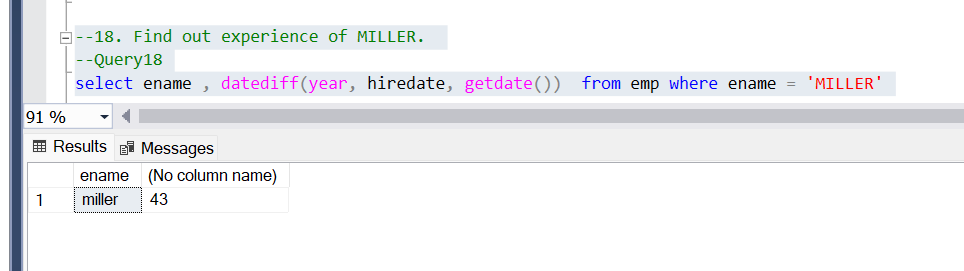 --18. Find out experience of MILLER.
--Query18
select ename , datediff(year, hiredate, getdate())  from emp where ename = 'MILLER'
91 %
Results Messages
ename (No column name)
1 miller 43